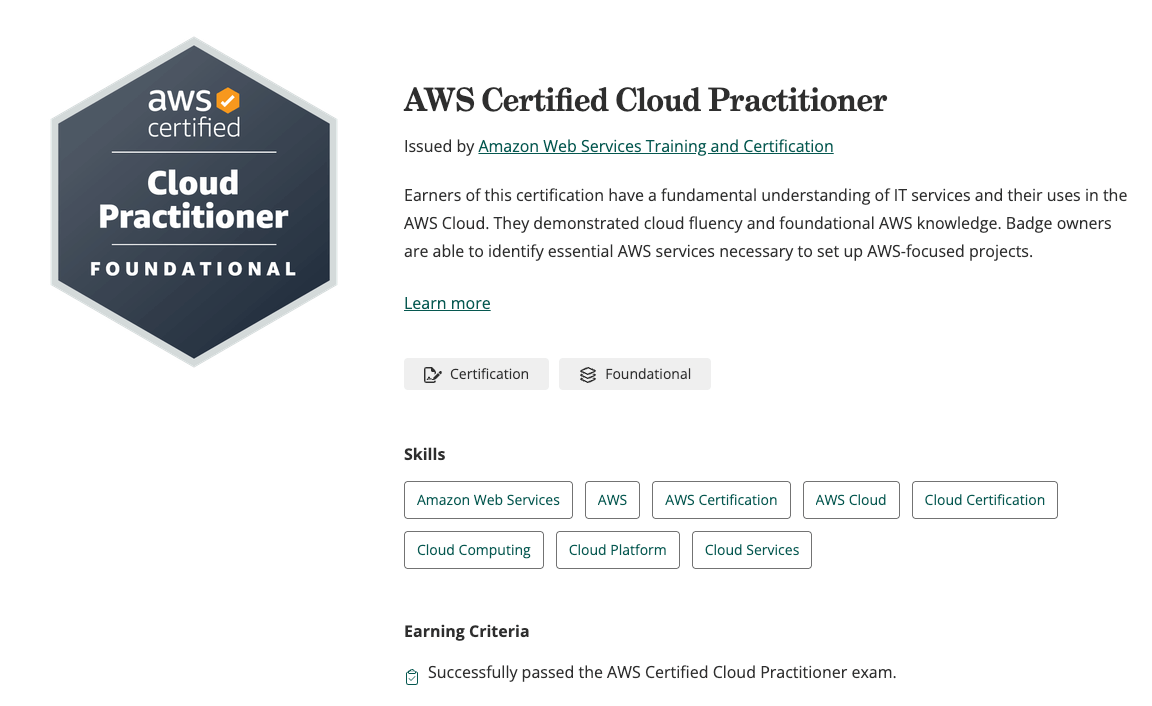 aws
certified
Cloud
Practitioner
FOUNDATIONAL
AWS Certified Cloud Practitioner
Issued by Amazon Web Services Training and Certification
Earners of this certification have a fundamental understanding of IT services and their uses in the
AWS Cloud. They demonstrated cloud fluency and foundational AWS knowledge. Badge owners
are able to identify essential AWS services necessary to set up AWS-focused projects.
Learn more
Certification Foundational
Skills
Amazon Web Services AWS AWS Certification AWS Cloud Cloud Certification
Cloud Computing Cloud Platform Cloud Services
Earning Criteria
Successfully passed the AWS Certified Cloud Practitioner exam.